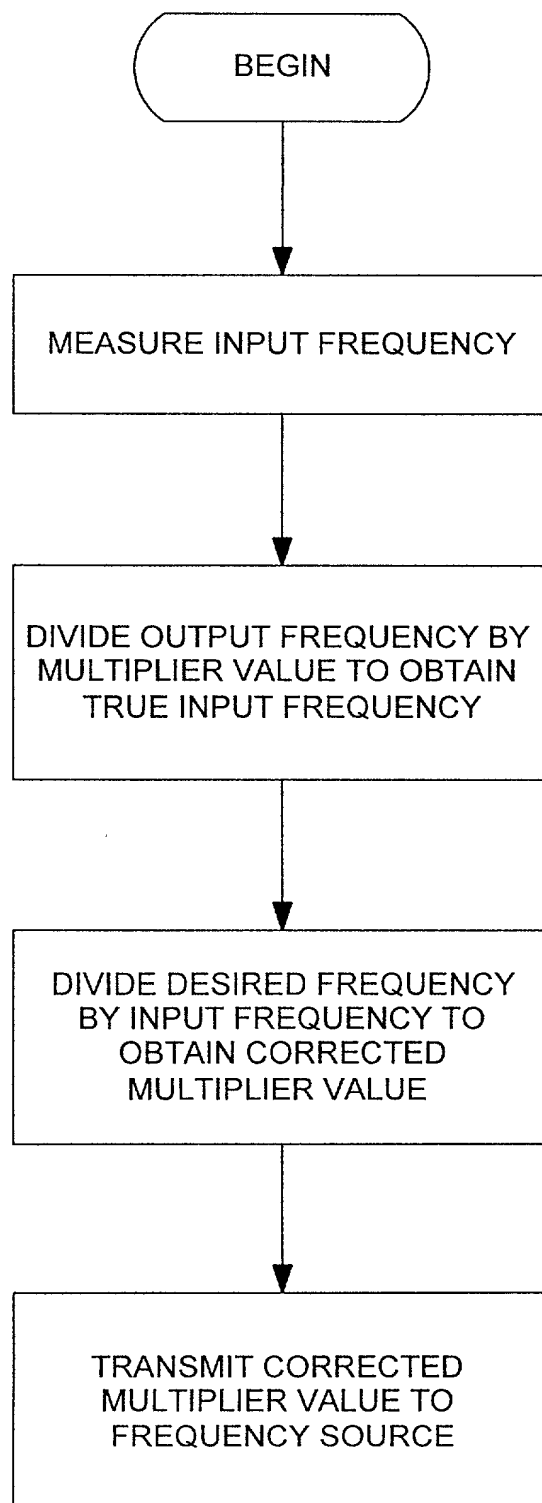 BEGIN
MEASURE INPUT FREQUENCY
DIVIDE OUTPUT FREQUENCY BY
MULTIPLIER VALUE TO OBTAIN
TRUE INPUT FREQUENCY
DIVIDE DESIRED FREQUENCY
BY INPUT FREQUENCY TO
OBTAIN CORRECTED
MULTIPLIER VALUE
TRANSMIT CORRECTED
MULTIPLIER VALUE TO
FREQUENCY SOURCE